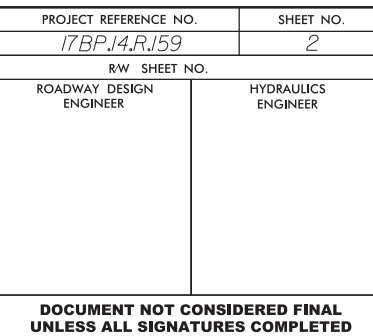 PROJECT REFERENCE NO. SHEET NO.
17BP.14.R.159 2
R/W SHEET NO.
ROADWAY DESIGN ENGINEER
HYDRAULICS ENGINEER
DOCUMENT NOT CONSIDERED FINAL
UNLESS ALL SIGNATURES COMPLETED